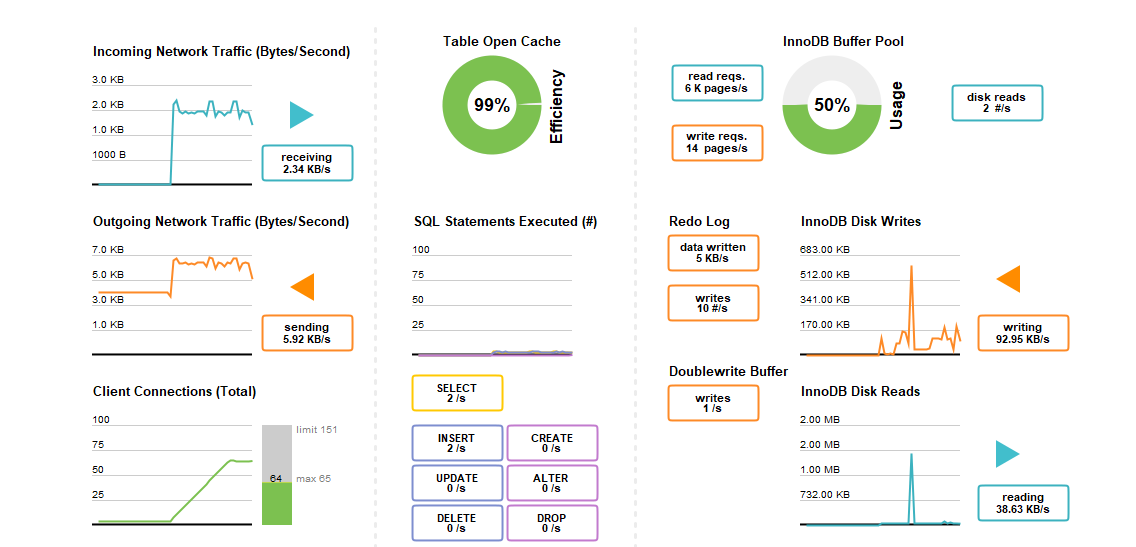 Incoming Network Traffic (Bytes/Second)
3.0 KB
2.0 KB
1.0 KB
1000 B
receiving
2.34 KB/s
Outgoing Network Traffic (Bytes/Second)
7.0 KB
5.0 KB
3.0 KB
1.0 KB
sending
5.92 KB/s
Client Connections (Total)
100
75
50
25
limit 151
64
max 65
Table Open Cache
99%
Efficiency
SQL Statements Executed (#)
100
75
50
25
SELECT
2 /s
INSERT
2 /s
CREATE
0 /s
UPDATE
0 /s
ALTER
0 /s
DELETE
0 /s
DROP
0 /s
InnoDB Buffer Pool
read reqs.
6 K pages/s
write reqs.
14 pages/s
50%
Usage
disk reads
2 #/s
Redo Log
data written
5 KB/s
writes
10 #/s
Doublewrite Buffer
writes
1 /s
InnoDB Disk Writes
683.00 KB
512.00 KB
341.00 KB
170.00 KB
writing
92.95 KB/s
InnoDB Disk Reads
2.00 MB
2.00 MB
1.00 MB
732.00 KB
reading
38.63 KB/s